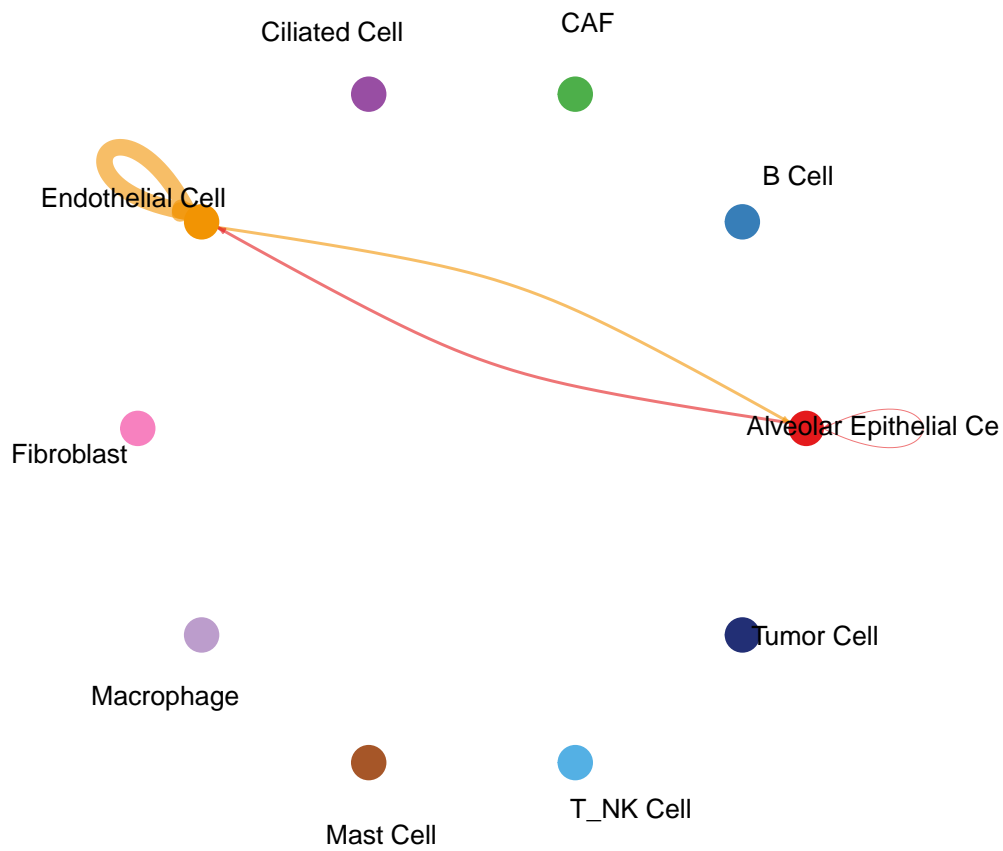 CAF
Ciliated Cell
B Cell
Endothelial Cell
Alveolar Epithelial Ce
Fibroblast
Tumor Cell
Macrophage
T_NK Cell
Mast Cell